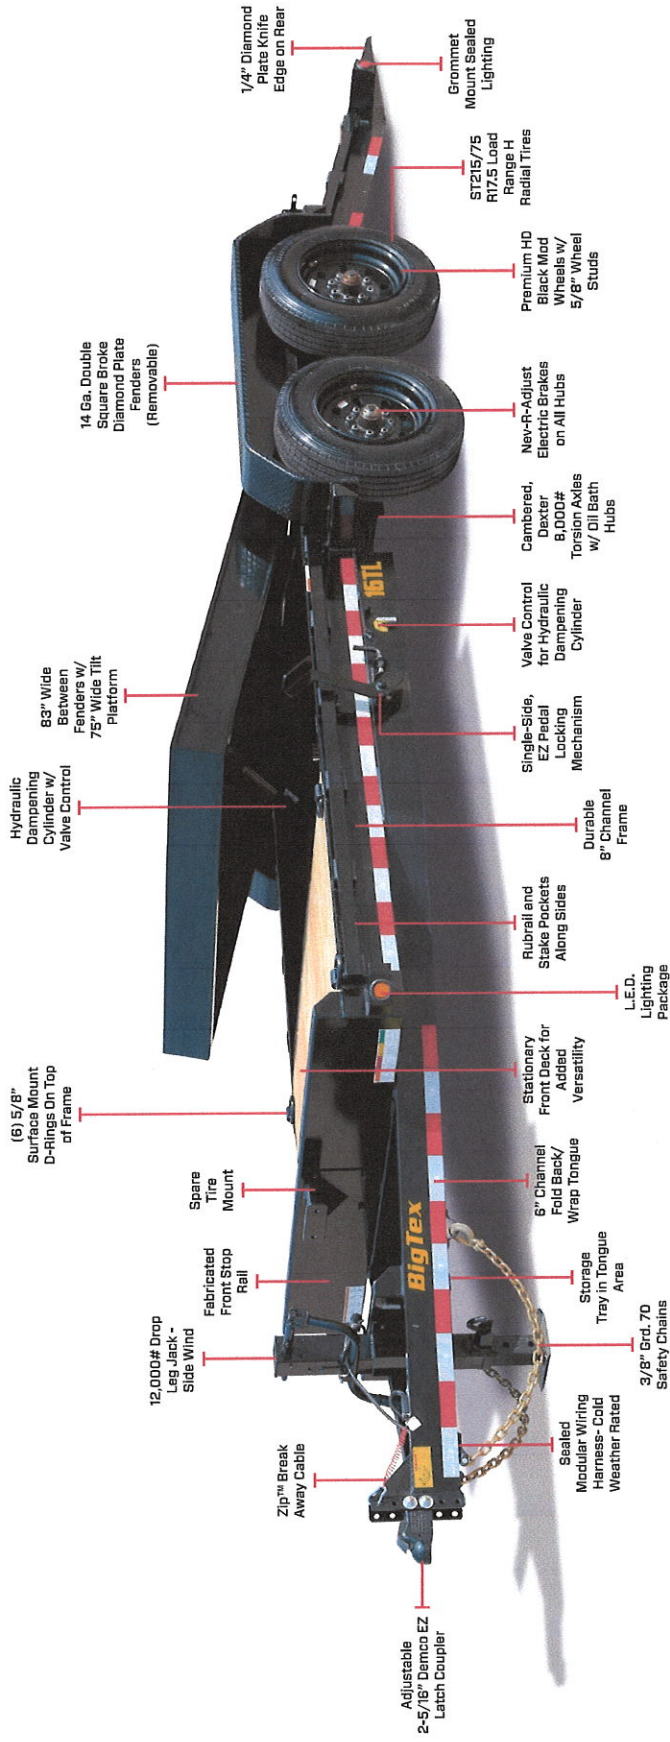 (6) 5/8"
Surface Mount
D-Rings On Top
of Frame
Hydraulic
Dampening
Cylinder w/
Valve Control
83" Wide
Between
Fenders w/
75" Wide Tilt
Platform
14 Ga. Double
Square Broke
Diamond Plate
Fenders
(Removable)
1/4" Diamond
Plate Knife
Edge on Rear
12,000# Drop
Leg Jack -
Side Wind
Fabricated
Front Stop
Rail
Spare
Tire
Mount
Zip™ Break
Away Cable
BigTex
16TL
Adjustable
2-5/16" Demco EZ
Latch Coupler
Sealed
Modular Wiring
Harness- Cold
Weather Rated
3/8" Grd. 70
Safety Chains
Storage
Tray in Tongue
Area
6" Channel
Fold Back/
Wrap Tongue
Stationary
Front Deck for
Added
Versatility
L.E.D.
Lighting
Package
Rubrail and
Stake Pockets
Along Sides
Durable
8" Channel
Frame
Single-Side,
EZ Pedal
Locking
Mechanism
Valve Control
for Hydraulic
Dampening
Cylinder
Cambered,
Dexter
8,000#
Torsion Axles
w/ Oil Bath
Hubs
Nev-R-Adjust
Electric Brakes
on All Hubs
Premium HD
Black Mod
Wheels w/
5/8" Wheel
Studs
ST215/75
R17.5 Load
Range H
Radial Tires
Grommet
Mount Sealed
Lighting